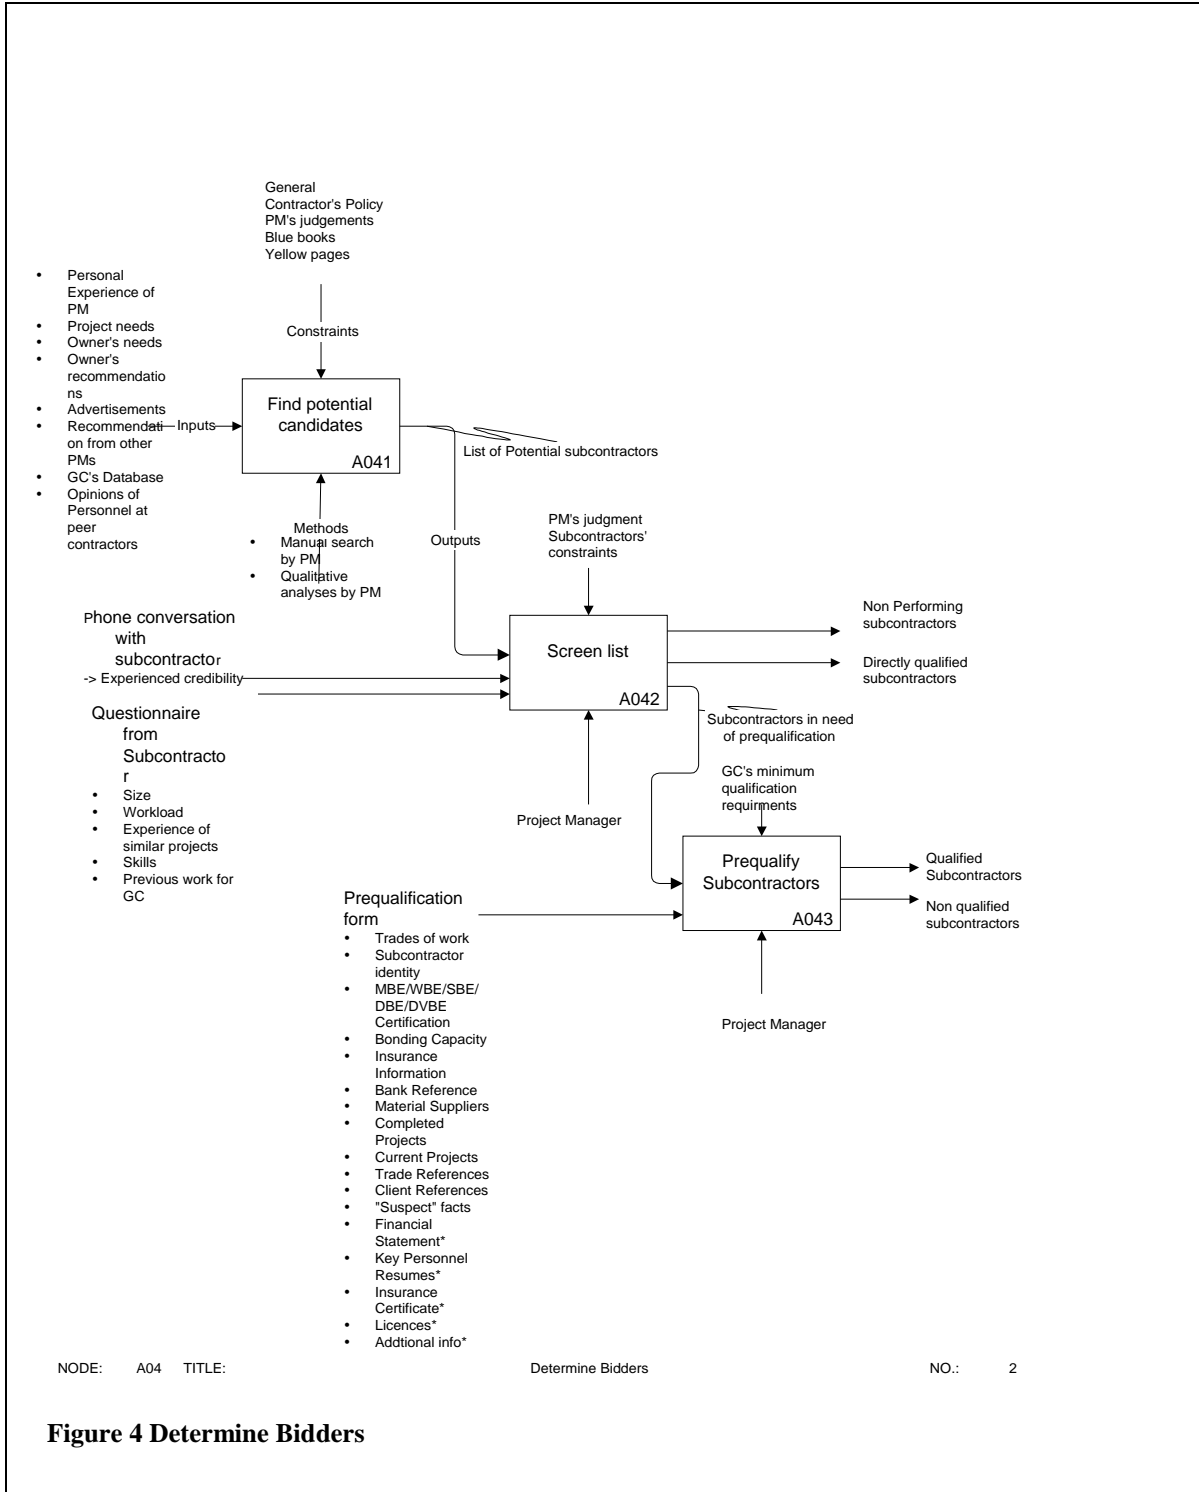 General
Contractor's Policy
PM's judgements
Blue books
Yellow pages
• Personal
Experience of
PM
• Project needs
• Owner's needs
• Owner's
recommendatio
ns
• Advertisements
• Recommendati
on from other
PMs
• GC's Database
• Opinions of
Personnel at
peer
contractors
Constraints
Inputs
Find potential
candidates
A041
List of Potential subcontractors
Methods
• Manual search
by PM
• Qualitative
analyses by PM
Outputs
PM's judgment
Subcontractors'
constraints
Phone conversation
with
subcontractor
-> Experienced credibility
Questionnaire
from
Subcontracto
r
• Size
• Workload
• Experience of
similar projects
• Skills
• Previous work for
GC
Screen list
A042
Non Performing
subcontractors
Directly qualified
subcontractors
Subcontractors in need
of prequalification
Project Manager
GC's minimum
qualification
requirments
Prequalify
Subcontractors
A043
Qualified
Subcontractors
Non qualified
subcontractors
Project Manager
Prequalification
form
• Trades of work
• Subcontractor
identity
• MBE/WBE/SBE/
DBE/DVBE
Certification
• Bonding Capacity
• Insurance
Information
• Bank Reference
• Material Suppliers
• Completed
Projects
• Current Projects
• Trade References
• Client References
• "Suspect" facts
• Financial
Statement*
• Key Personnel
Resumes*
• Insurance
Certificate*
• Licences*
• Addtional info*
NODE: A04 TITLE: Determine Bidders NO.: 2
Figure 4 Determine Bidders